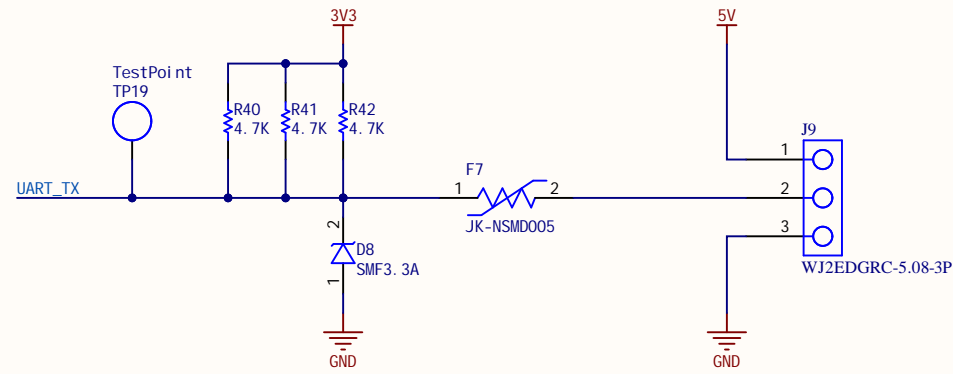 3V3
5V
TestPoint
TP19
R40
4.7K
R41
4.7K
R42
4.7K
J9
1
F7
UART_TX
1
2
2
JK-NSMD005
3
2
D8
SMF3.3A
1
WJ2EDGRC-5.08-3P
GND
GND